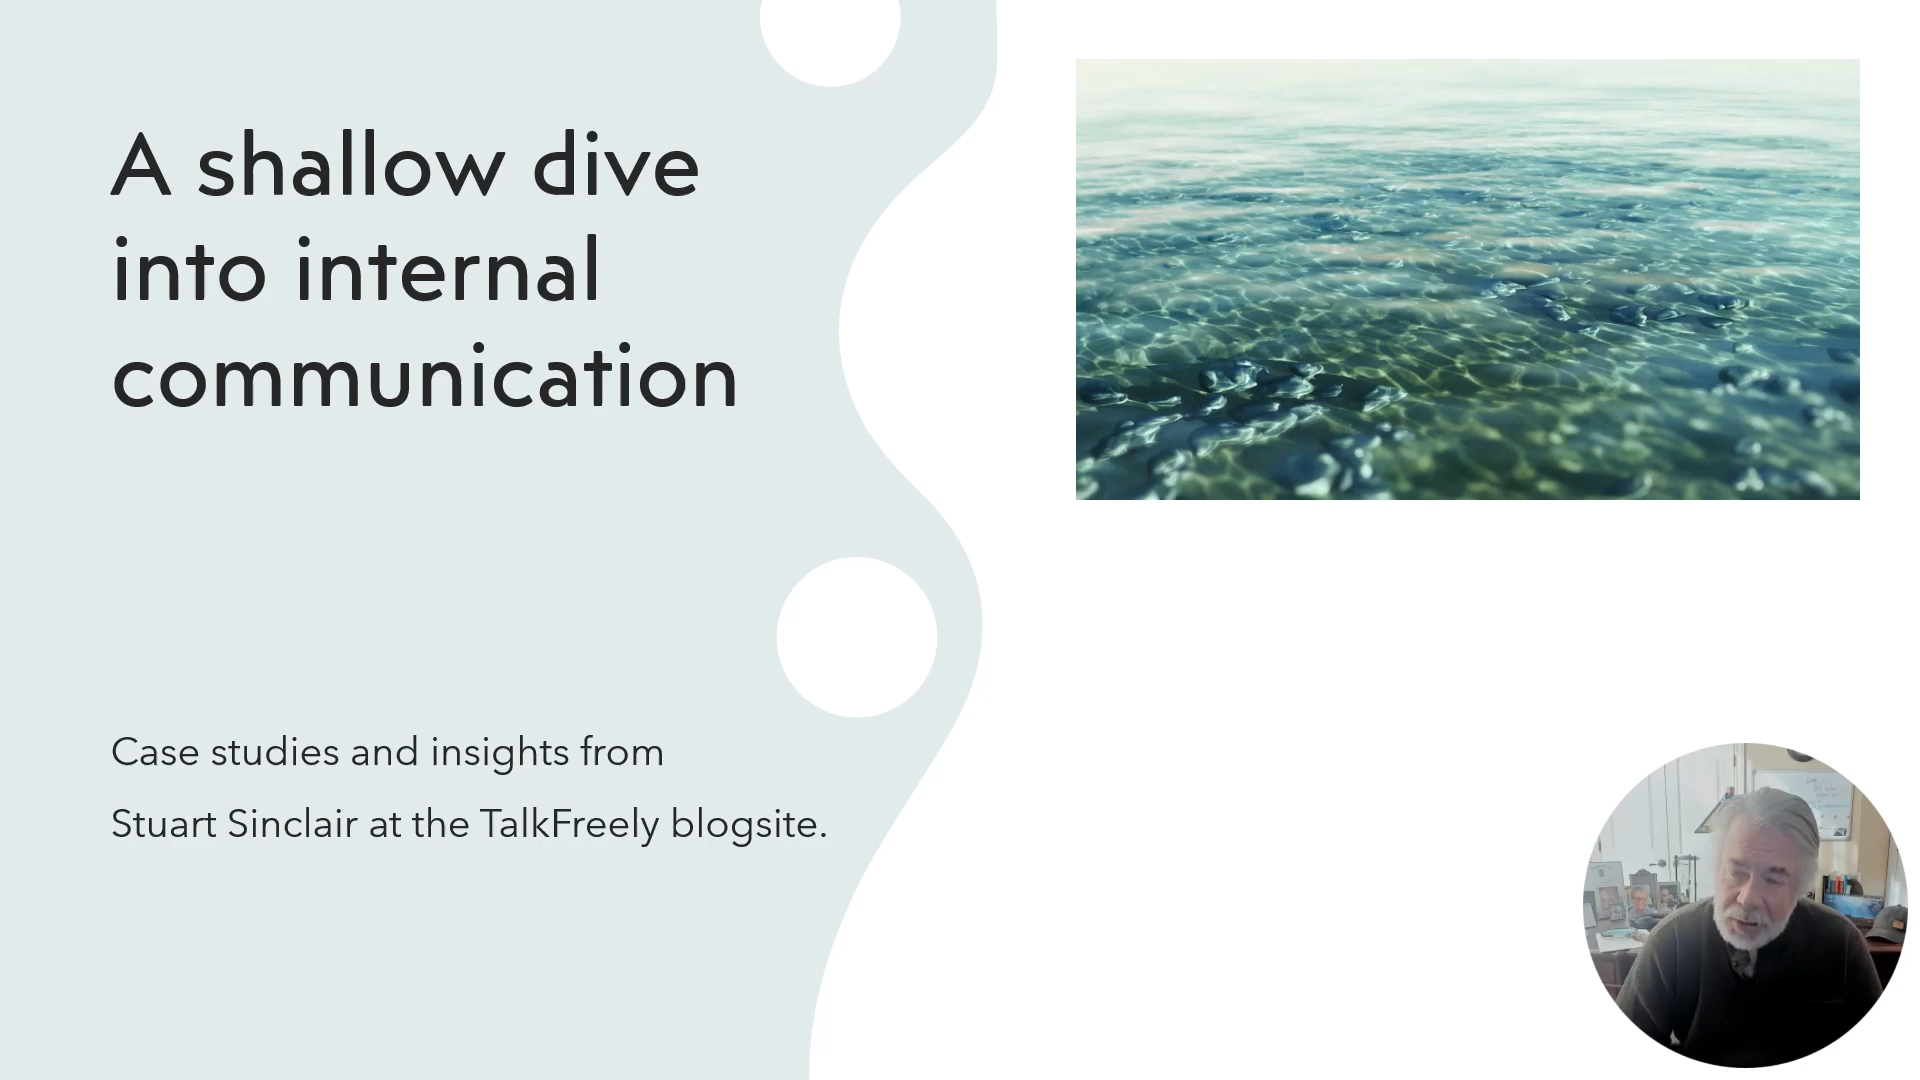 A shallow dive
into internal
communication
Case studies and insights from
Stuart Sinclair at the TalkFreely blogsite.